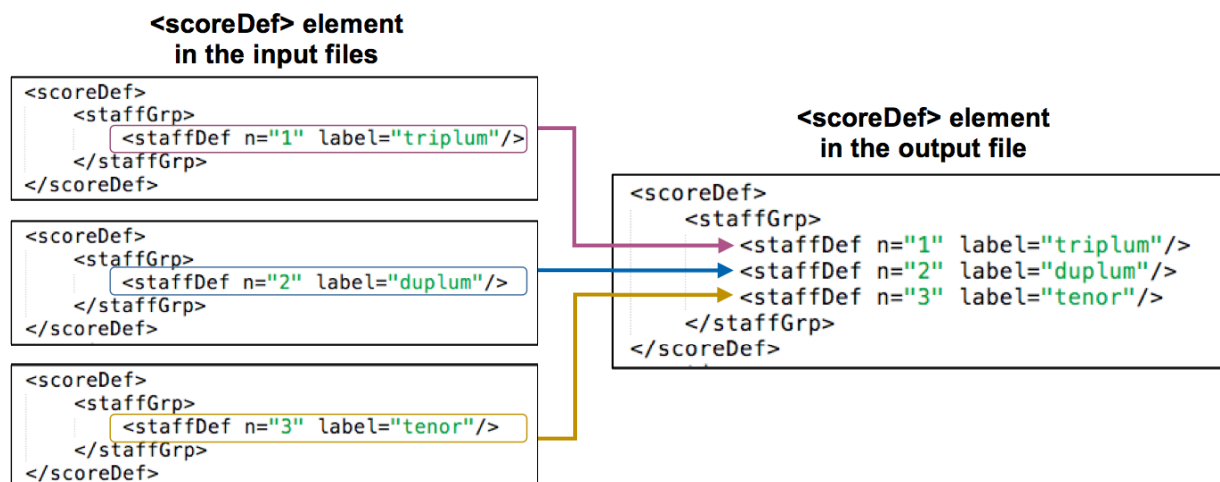 <scoreDef> element
in the input files
<scoreDef>
<staffGrp>
<staffDef n="1" label="triplum"/>
</staffGrp>
</scoreDef>
<scoreDef>
<staffGrp>
<staffDef n="2" label="duplum"/>
</staffGrp>
</scoreDef>
<scoreDef>
<staffGrp>
<staffDef n="3" label="tenor"/>
</staffGrp>
</scoreDef>
<scoreDef> element
in the output file
<scoreDef>
<staffGrp>
<staffDef n="1" label="triplum"/>
<staffDef n="2" label="duplum"/>
<staffDef n="3" label="tenor"/>
</staffGrp>
</scoreDef>